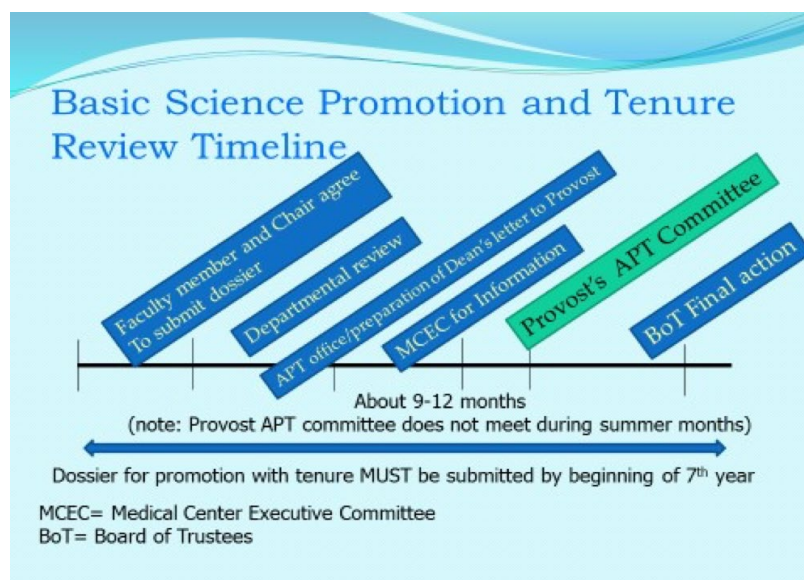 Basic Science Promotion and Tenure
Review Timeline
Faculty member and Chair agree
To submit dossier
Departmental review
APT office/preparation of Dean's letter to Provost
MCEC for Information
Provost's APT Committee
BoT Final action
About 9-12 months
(note: Provost APT committee does not meet during summer months)
Dossier for promotion with tenure MUST be submitted by beginning of 7th year
MCEC= Medical Center Executive Committee
BoT= Board of Trustees